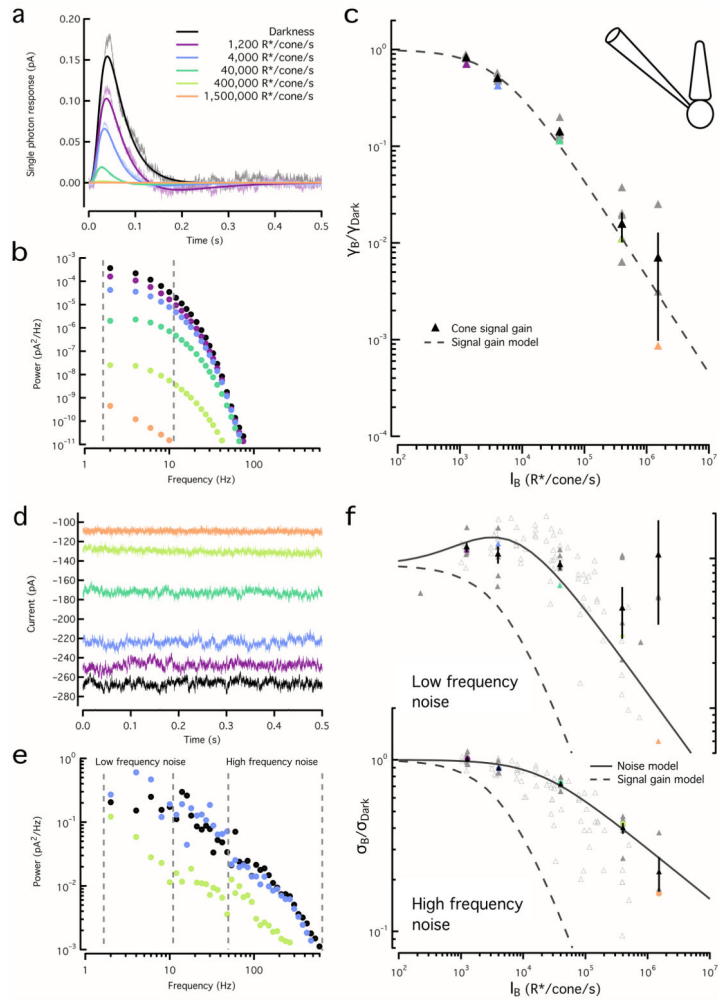 a
Single photon response (pA)
0.20
0.15
0.10
0.05
0.00
0.0 0.1 0.2 0.3 0.4 0.5
Time (s)
Darkness
1,200 R*/cone/s
4,000 R*/cone/s
40,000 R*/cone/s
400,000 R*/cone/s
1,500,000 R*/cone/s
b
Power (pA²/Hz)
10⁻³
10⁻⁴
10⁻⁵
10⁻⁶
10⁻⁷
10⁻⁸
10⁻⁹
10⁻¹⁰
10⁻¹¹
1 10 100
Frequency (Hz)
c
γB/γDark
10⁰
10⁻¹
10⁻²
10⁻³
10⁻⁴
Cone signal gain
Signal gain model
10² 10³ 10⁴ 10⁵ 10⁶ 10⁷
IB (R*/cone/s)
d
Current (pA)
-100
-120
-140
-160
-180
-200
-220
-240
-260
-280
0.0 0.1 0.2 0.3 0.4 0.5
Time (s)
e
Power (pA²/Hz)
10⁰
10⁻¹
10⁻²
10⁻³
Low frequency noise
High frequency noise
1 10 100
Frequency (Hz)
f
Low frequency
noise
Noise model
Signal gain model
σB/σDark
10⁰
10⁻¹
High frequency
noise
10² 10³ 10⁴ 10⁵ 10⁶ 10⁷
IB (R*/cone/s)